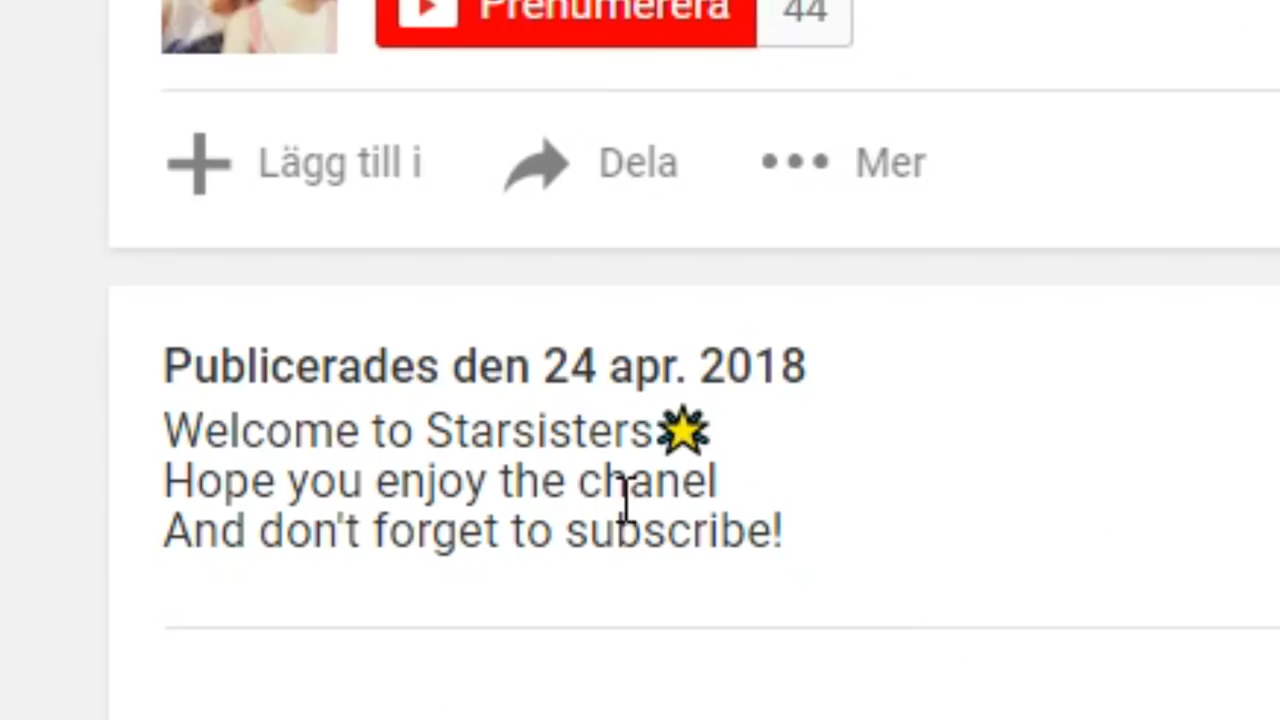 Prenumerera 44
Lägg till i Dela Mer
Publicerades den 24 apr. 2018
Welcome to Starsisters🌟
Hope you enjoy the chanel
And don't forget to subscribe!